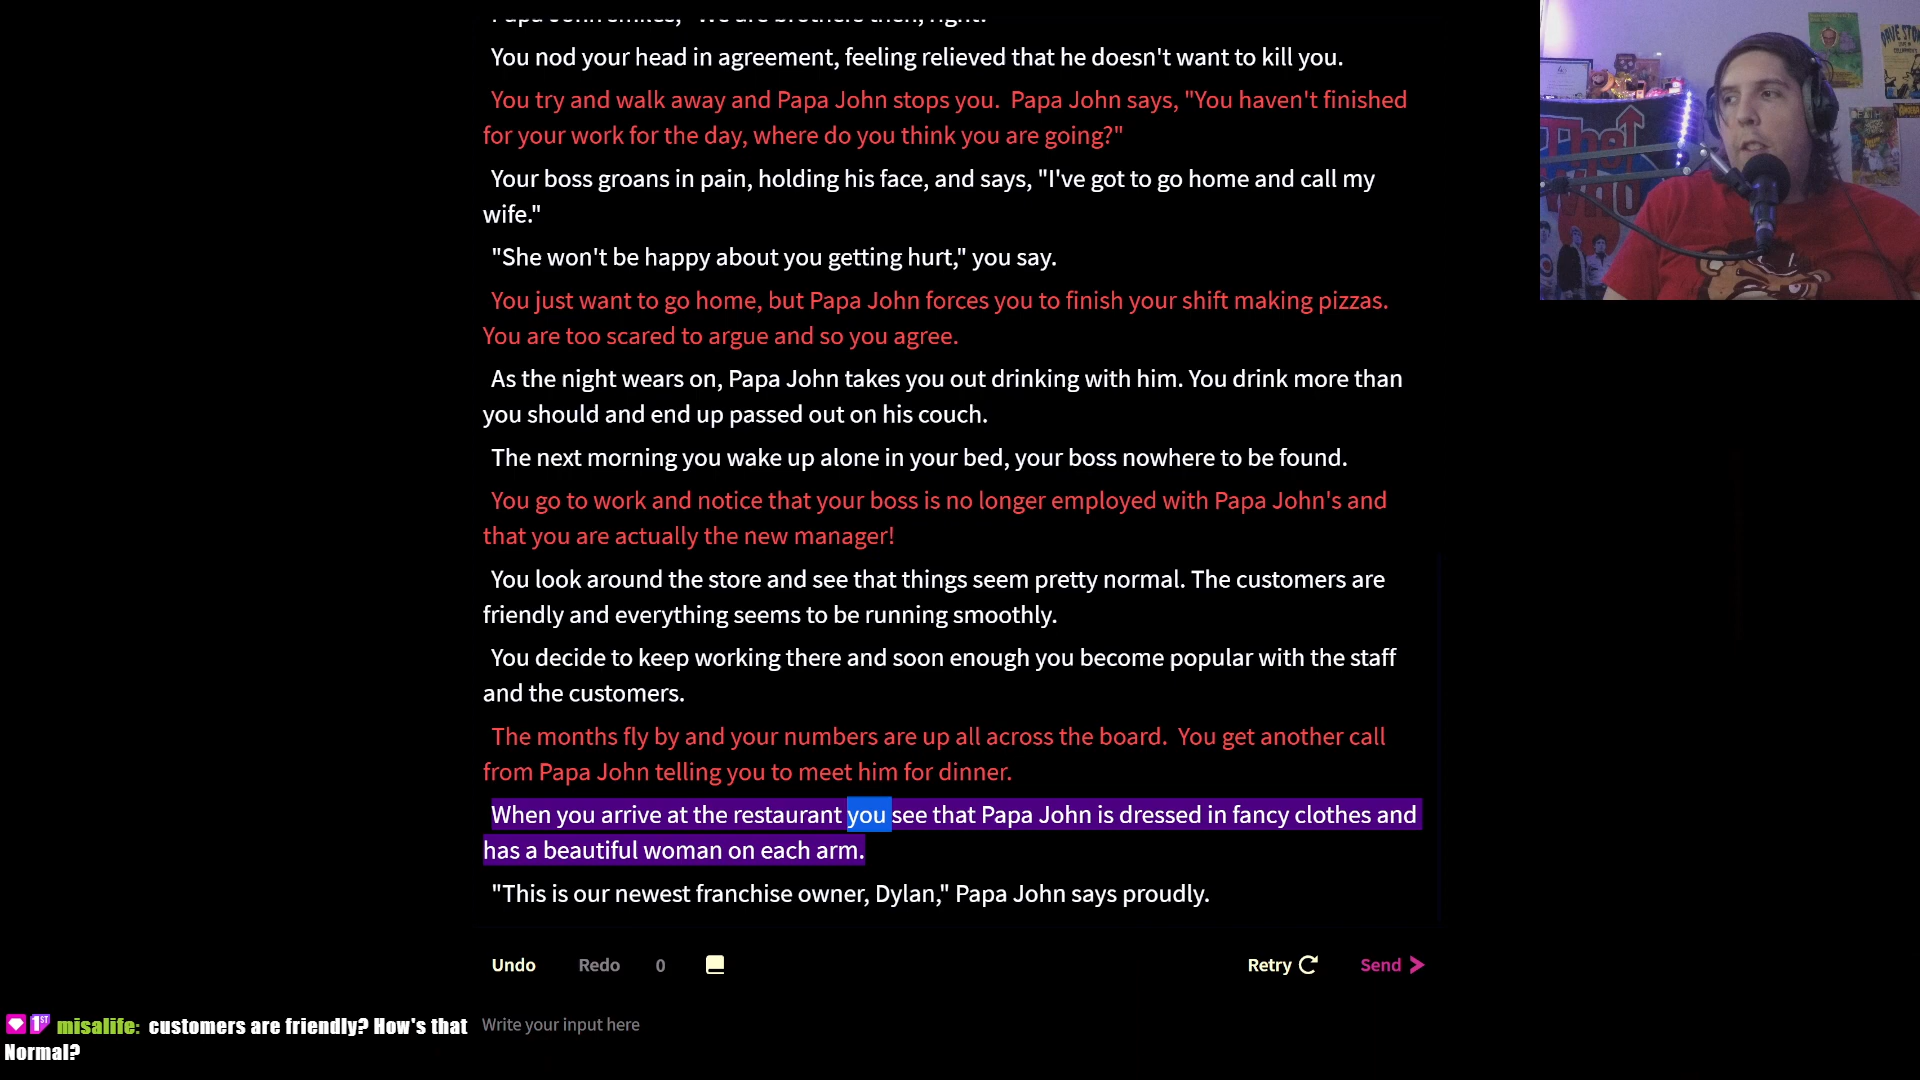 Papa John smiles, "We are brothers then, right?"
You nod your head in agreement, feeling relieved that he doesn't want to kill you.
You try and walk away and Papa John stops you.  Papa John says, "You haven't finished
for your work for the day, where do you think you are going?"
Your boss groans in pain, holding his face, and says, "I've got to go home and call my
wife."
"She won't be happy about you getting hurt," you say.
You just want to go home, but Papa John forces you to finish your shift making pizzas.
You are too scared to argue and so you agree.
As the night wears on, Papa John takes you out drinking with him. You drink more than
you should and end up passed out on his couch.
The next morning you wake up alone in your bed, your boss nowhere to be found.
You go to work and notice that your boss is no longer employed with Papa John's and
that you are actually the new manager!
You look around the store and see that things seem pretty normal. The customers are
friendly and everything seems to be running smoothly.
You decide to keep working there and soon enough you become popular with the staff
and the customers.
The months fly by and your numbers are up all across the board.  You get another call
from Papa John telling you to meet him for dinner.
When you arrive at the restaurant you see that Papa John is dressed in fancy clothes and
has a beautiful woman on each arm.
"This is our newest franchise owner, Dylan," Papa John says proudly.
Undo Redo 0 Retry Send
1ST misalife: customers are friendly? How's that
Normal?
Write your input here
The
WHO
DAVE